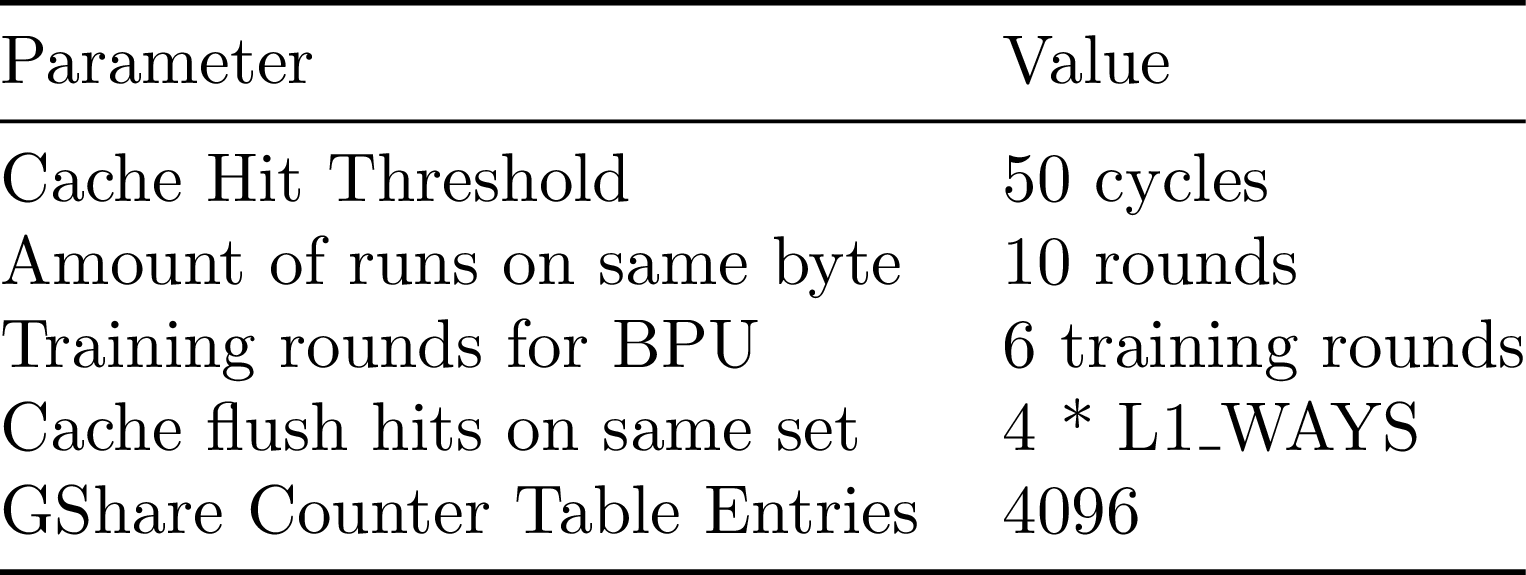 Parameter Value
Cache Hit Threshold 50 cycles
Amount of runs on same byte 10 rounds
Training rounds for BPU 6 training rounds
Cache flush hits on same set 4 * L1_WAYS
GShare Counter Table Entries 4096